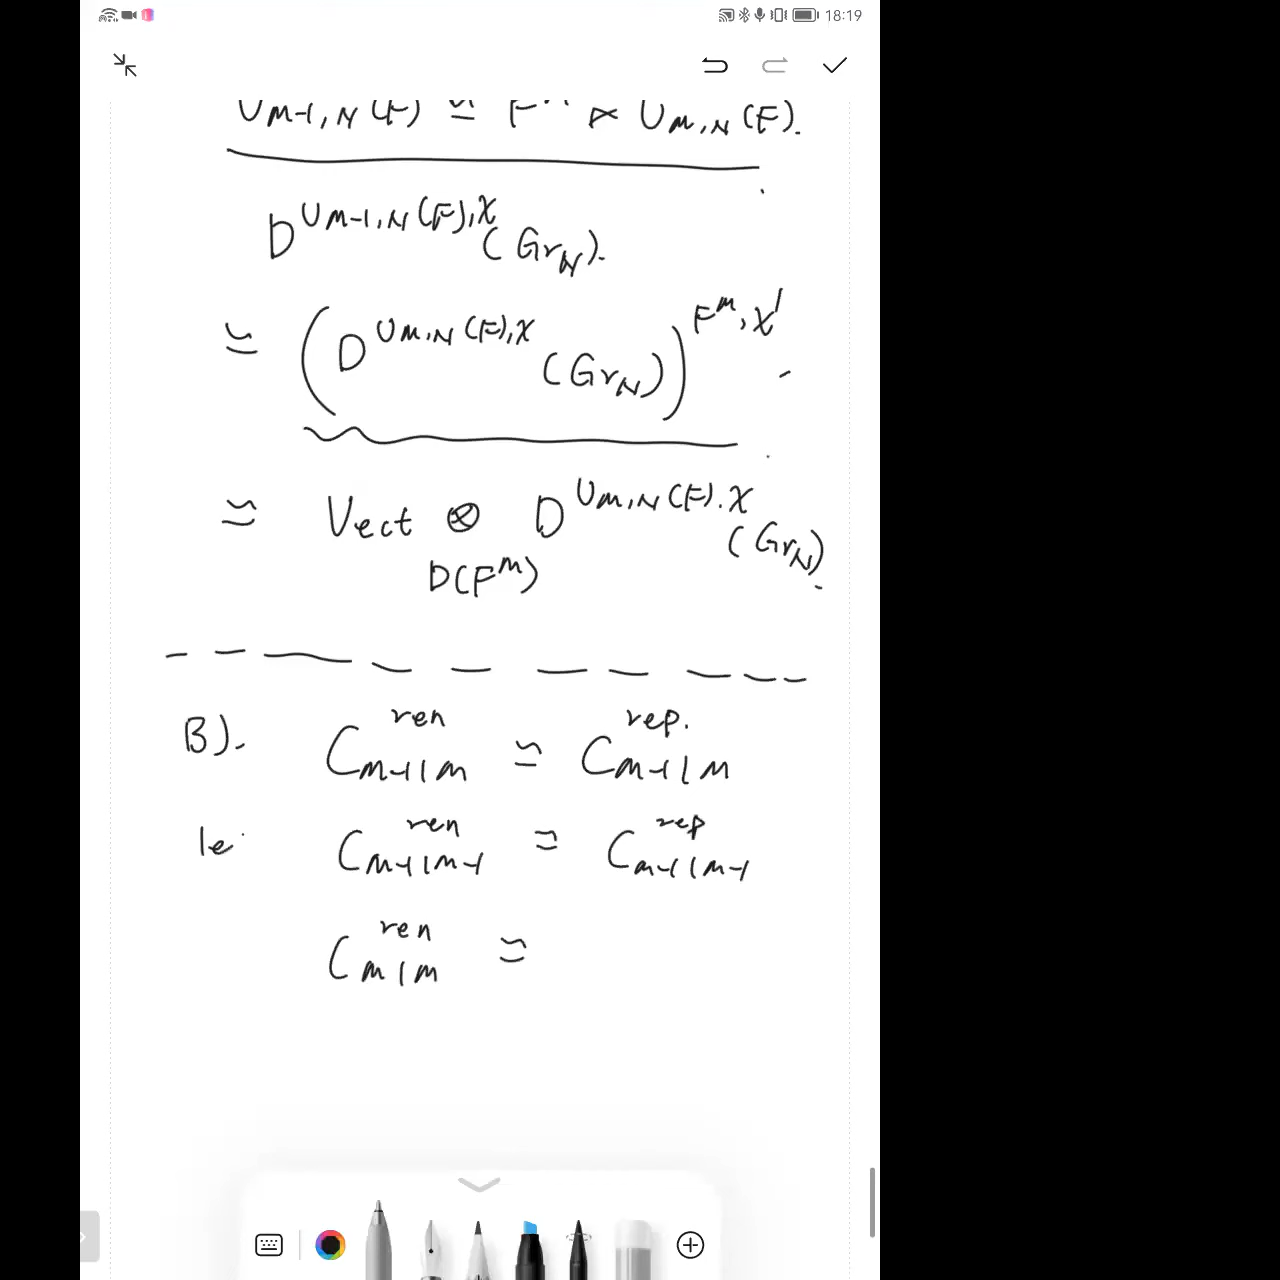 18:19
U_{M-1,N}(F) ≃ F^m ⋉ U_{M,N}(F).
D^{U_{M-1,N}(F),χ}(Gr_N).
≃ (D^{U_{M,N}(F),χ}(Gr_N))^{F^m,χ'}.
≃ Vect ⊗_{D(F^M)} D^{U_{M,N}(F).χ}(Gr_N).
B). C^{ren}_{M-1|M} ≃ C^{rep.}_{M-1|M}
ie. C^{ren}_{M-1|M-1} ≃ C^{rep}_{M-1|M-1}
C^{ren}_{M|M} ≃